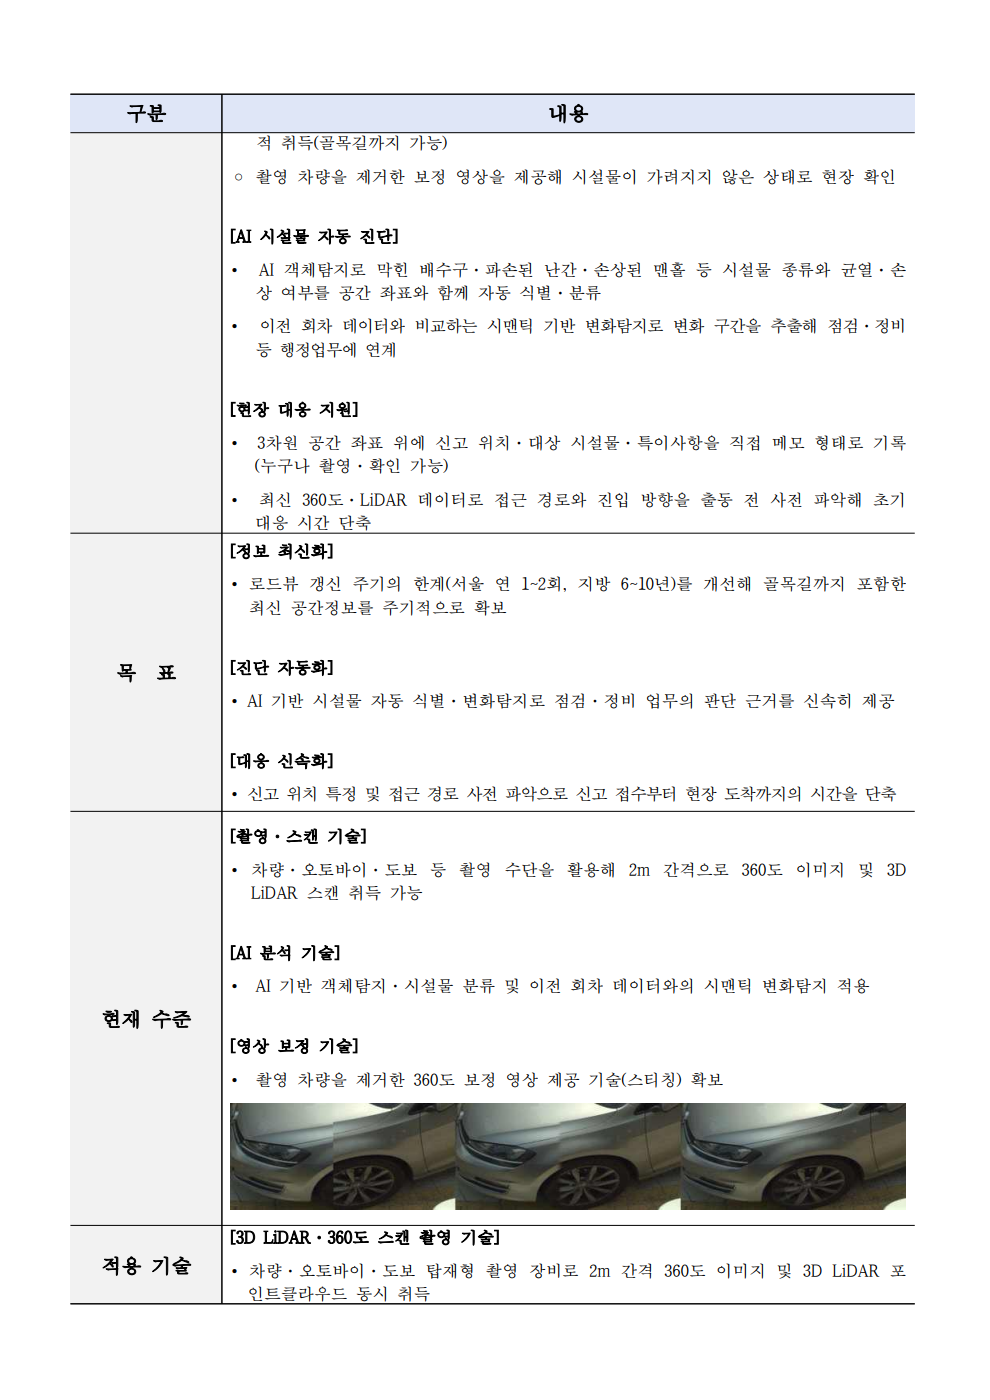 구분 내용
적 취득(골목길까지 가능)
○ 촬영 차량을 제거한 보정 영상을 제공해 시설물이 가려지지 않은 상태로 현장 확인
[AI 시설물 자동 진단]
• AI 객체탐지로 막힌 배수구·파손된 난간·손상된 맨홀 등 시설물 종류와 균열·손
상 여부를 공간 좌표와 함께 자동 식별·분류
• 이전 회차 데이터와 비교하는 시맨틱 기반 변화탐지로 변화 구간을 추출해 점검·정비
등 행정업무에 연계
[현장 대응 지원]
• 3차원 공간 좌표 위에 신고 위치·대상 시설물·특이사항을 직접 메모 형태로 기록
(누구나 촬영·확인 가능)
• 최신 360도·LiDAR 데이터로 접근 경로와 진입 방향을 출동 전 사전 파악해 초기
대응 시간 단축
목 표
[정보 최신화]
• 로드뷰 갱신 주기의 한계(서울 연 1~2회, 지방 6~10년)를 개선해 골목길까지 포함한
최신 공간정보를 주기적으로 확보
[진단 자동화]
• AI 기반 시설물 자동 식별·변화탐지로 점검·정비 업무의 판단 근거를 신속히 제공
[대응 신속화]
• 신고 위치 특정 및 접근 경로 사전 파악으로 신고 접수부터 현장 도착까지의 시간을 단축
현재 수준
[촬영·스캔 기술]
• 차량·오토바이·도보 등 촬영 수단을 활용해 2m 간격으로 360도 이미지 및 3D
LiDAR 스캔 취득 가능
[AI 분석 기술]
• AI 기반 객체탐지·시설물 분류 및 이전 회차 데이터와의 시맨틱 변화탐지 적용
[영상 보정 기술]
• 촬영 차량을 제거한 360도 보정 영상 제공 기술(스티칭) 확보
적용 기술
[3D LiDAR·360도 스캔 촬영 기술]
• 차량·오토바이·도보 탑재형 촬영 장비로 2m 간격 360도 이미지 및 3D LiDAR 포
인트클라우드 동시 취득